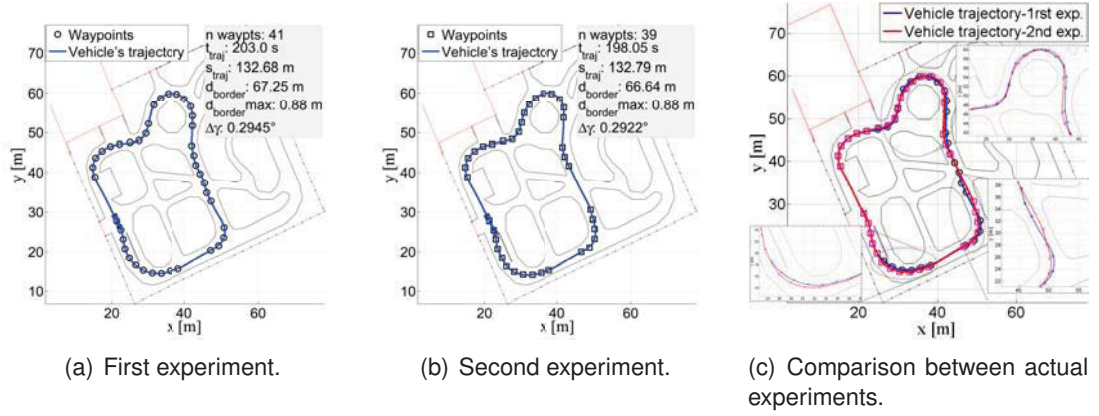 Waypoints
Vehicle's trajectory
n waypts: 41
t_traj: 203.0 s
s_traj: 132.68 m
d_border: 67.25 m
d_border max: 0.88 m
Δγ: 0.2945°
y [m]
70
60
50
40
30
20
10
20
40
60
x [m]
(a) First experiment.
Waypoints
Vehicle's trajectory
n waypts: 39
t_traj: 198.05 s
s_traj: 132.79 m
d_border: 66.64 m
d_border max: 0.88 m
Δγ: 0.2922°
y [m]
70
60
50
40
30
20
10
20
40
60
x [m]
(b) Second experiment.
Vehicle trajectory-1rst exp.
Vehicle trajectory-2nd exp.
y [m]
70
60
50
40
30
20
40
60
x [m]
(c) Comparison between actual
experiments.